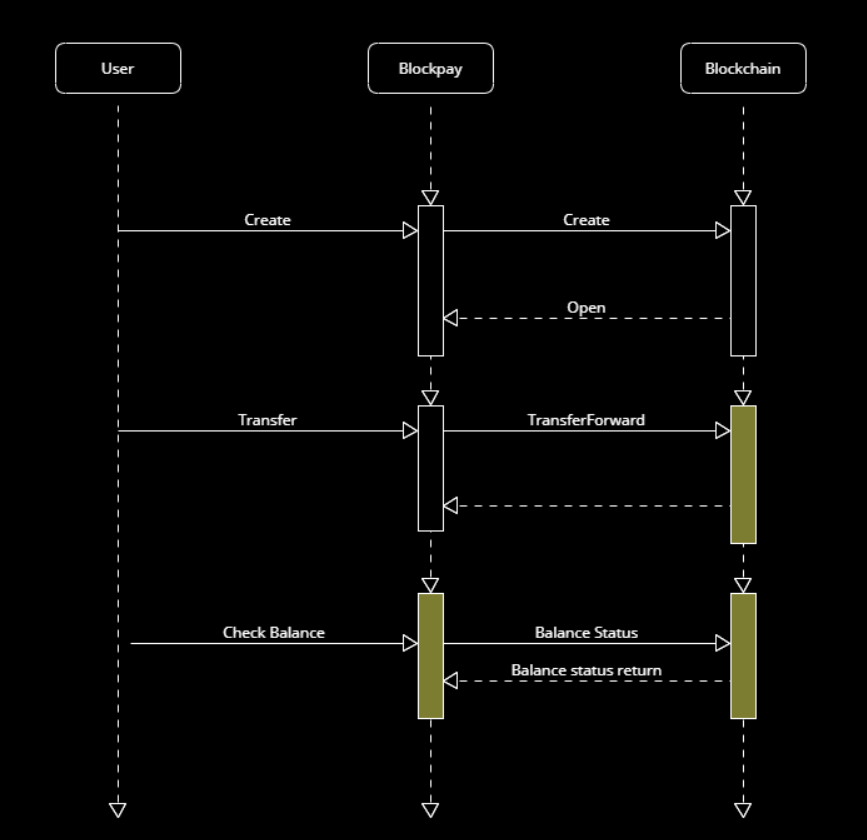 User
Blockpay
Blockchain
Create
Create
Open
Transfer
TransferForward
Check Balance
Balance Status
Balance status return